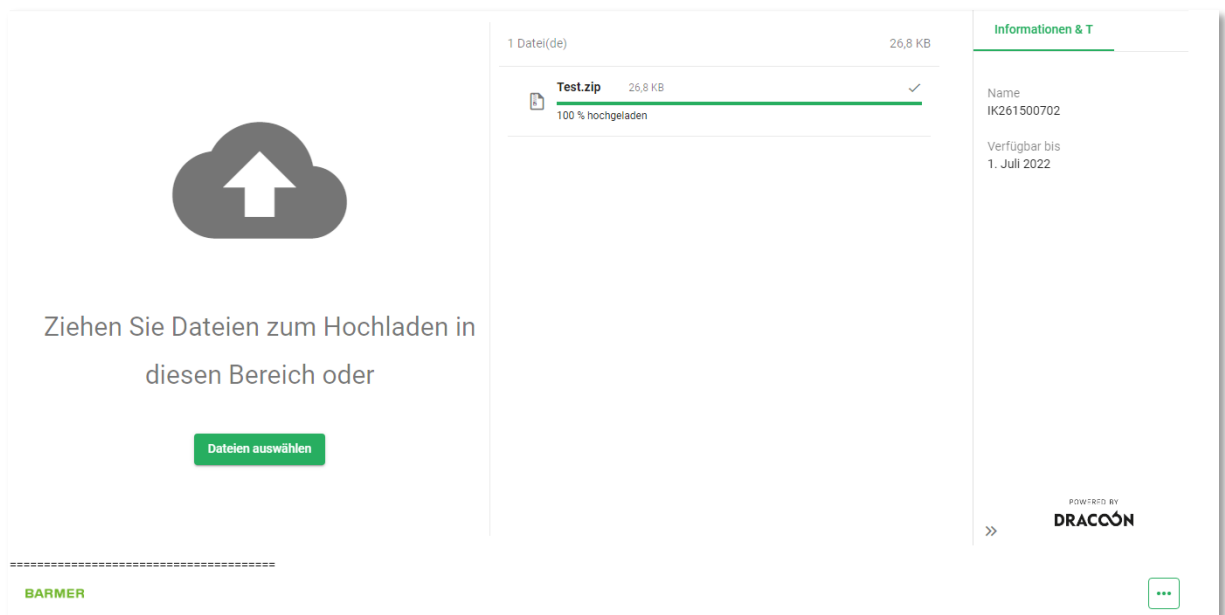 Ziehen Sie Dateien zum Hochladen in
diesen Bereich oder
Dateien auswählen
1 Datei(de)
26,8 KB
Test.zip
26,8 KB
100 % hochgeladen
Informationen & T
Name
IK261500702
Verfügbar bis
1. Juli 2022
POWERED BY
DRACOON
=======================================
BARMER